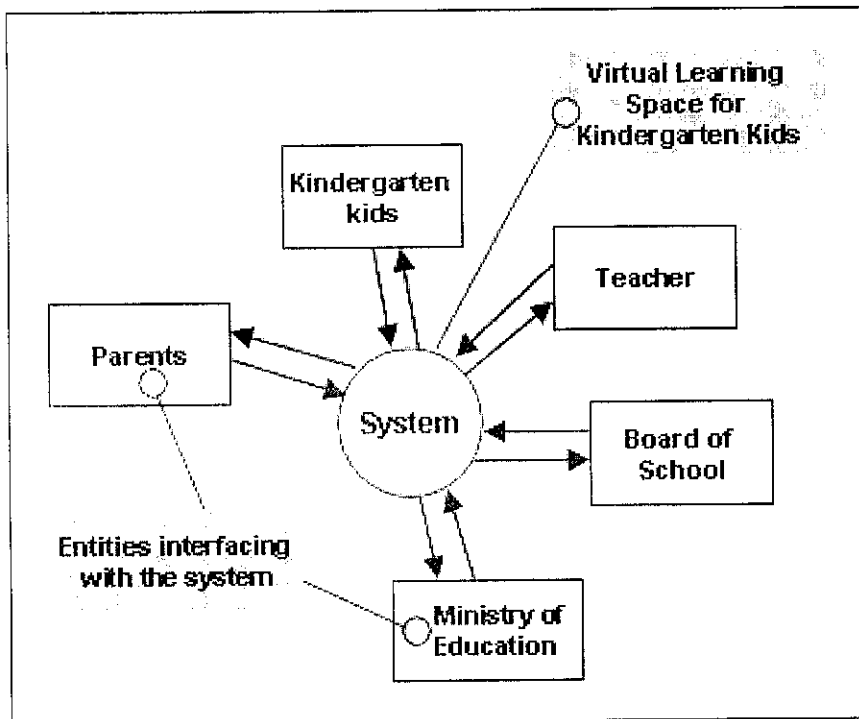 Virtual Learning
Space for
Kindergarten Kids
Kindergarten
kids
Teacher
Parents
System
Board of
School
Entities interfacing
with the system
Ministry of
Education